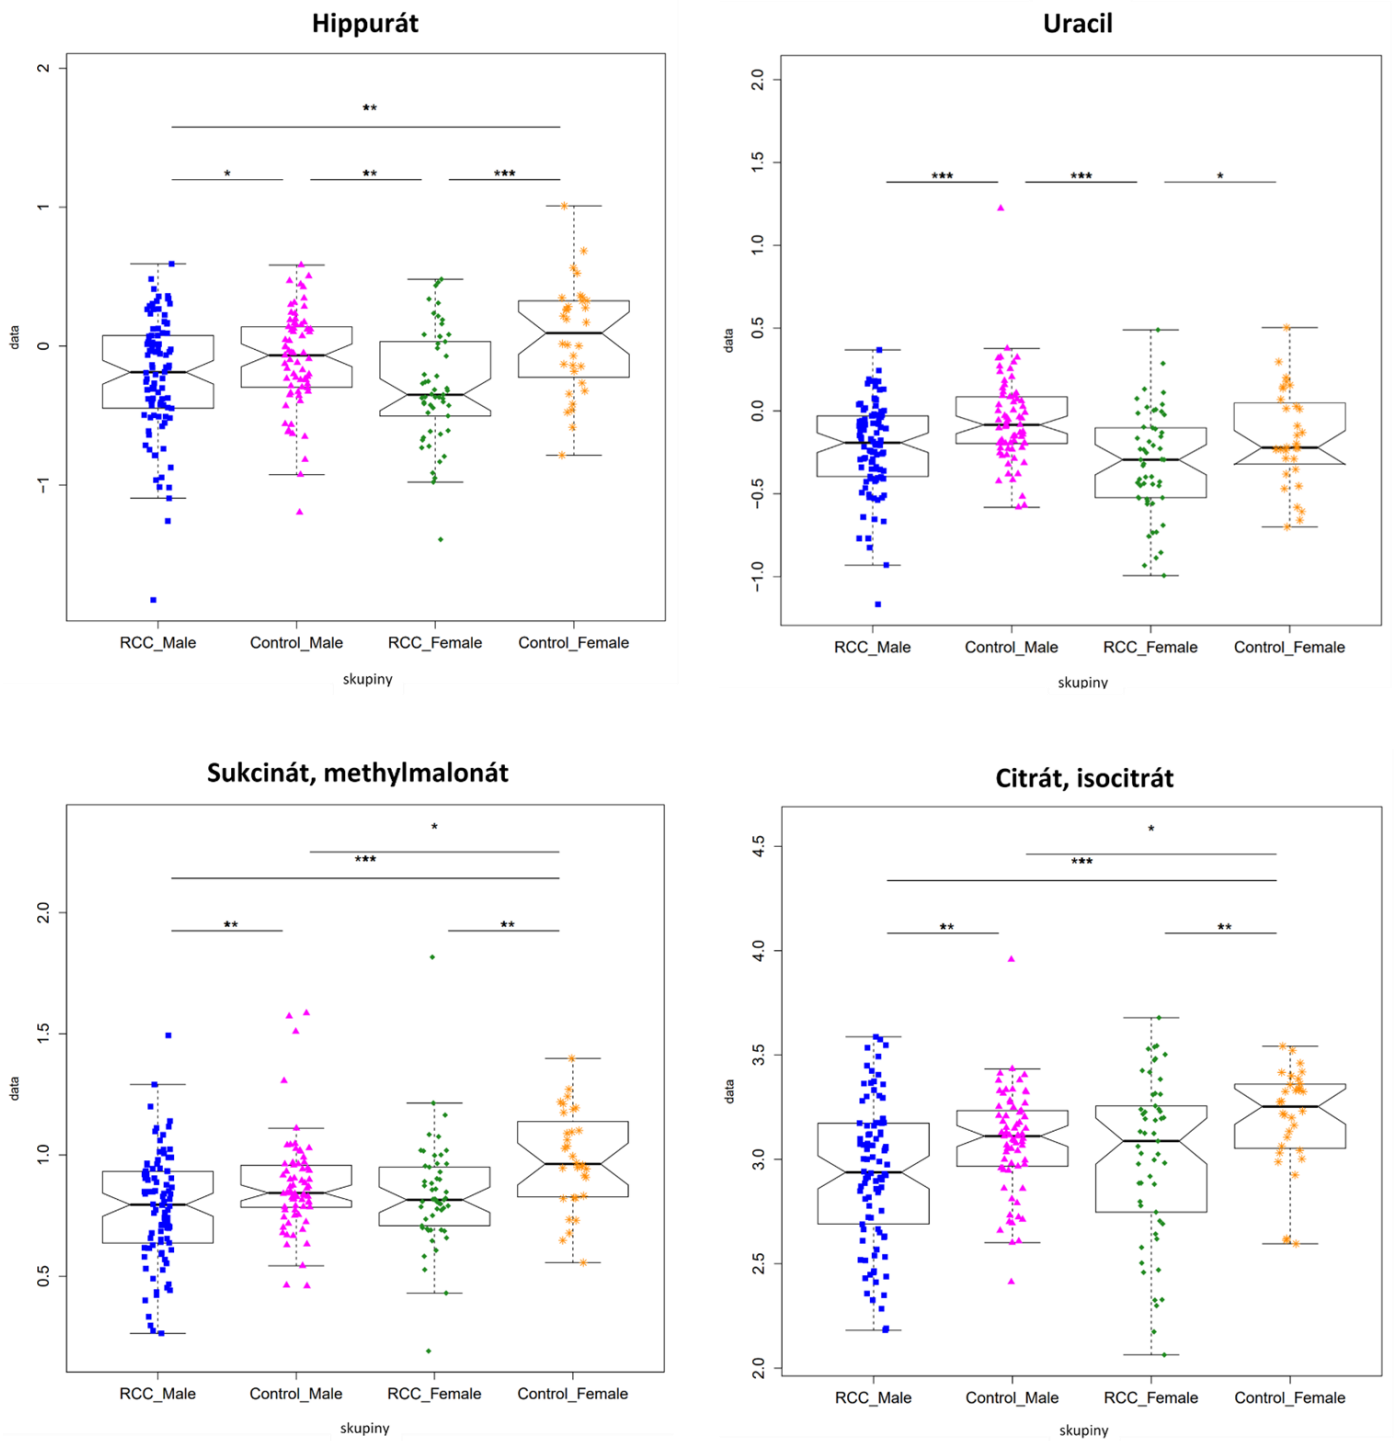 Hippurát
2
1
0
−1
data
**
* ** ***
RCC_Male Control_Male RCC_Female Control_Female
skupiny
Uracil
2.0
1.5
1.0
0.5
0.0
−0.5
−1.0
data
*** *** *
RCC_Male Control_Male RCC_Female Control_Female
skupiny
Sukcinát, methylmalonát
2.0
1.5
1.0
0.5
data
*
***
** **
RCC_Male Control_Male RCC_Female Control_Female
skupiny
Citrát, isocitrát
4.5
4.0
3.5
3.0
2.5
2.0
data
*
***
** **
RCC_Male Control_Male RCC_Female Control_Female
skupiny